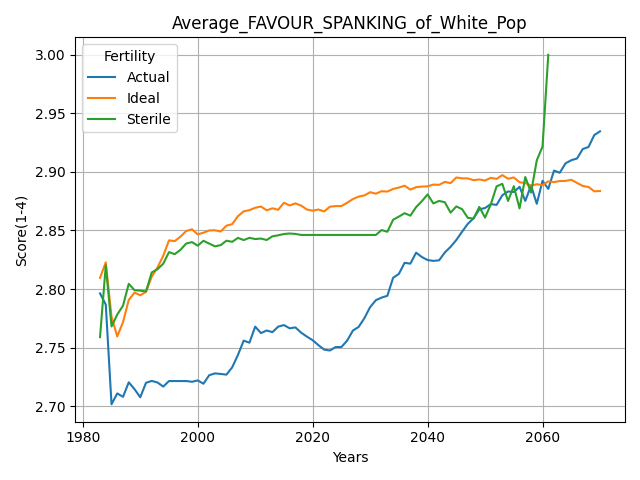 Average_FAVOUR_SPANKING_of_White_Pop
Fertility
Actual
Ideal
Sterile
Score(1-4)
3.00
2.95
2.90
2.85
2.80
2.75
2.70
1980 2000 2020 2040 2060
Years